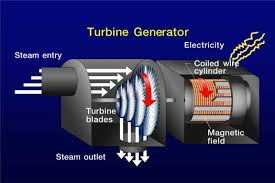 Turbine Generator
Electricity
Steam entry
Coiled wire
cylinder
Turbine
blades
Magnetic
field
Steam outlet